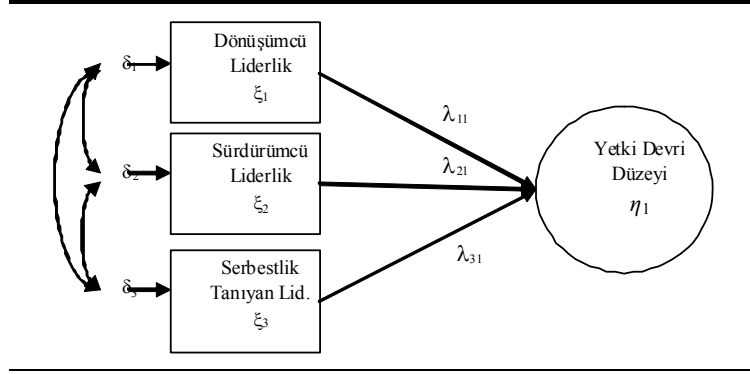 δ₁
Dönüşümcü
Liderlik
ξ₁
λ₁₁
δ₂
Sürdürümcü
Liderlik
ξ₂
λ₂₁
Yetki Devri
Düzeyi
η₁
δ₃
Serbestlik
Tanıyan Lid.
ξ₃
λ₃₁